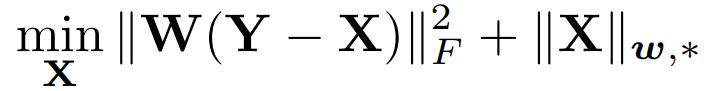 min_X ‖W(Y − X)‖_F^2 + ‖X‖_{w,∗}